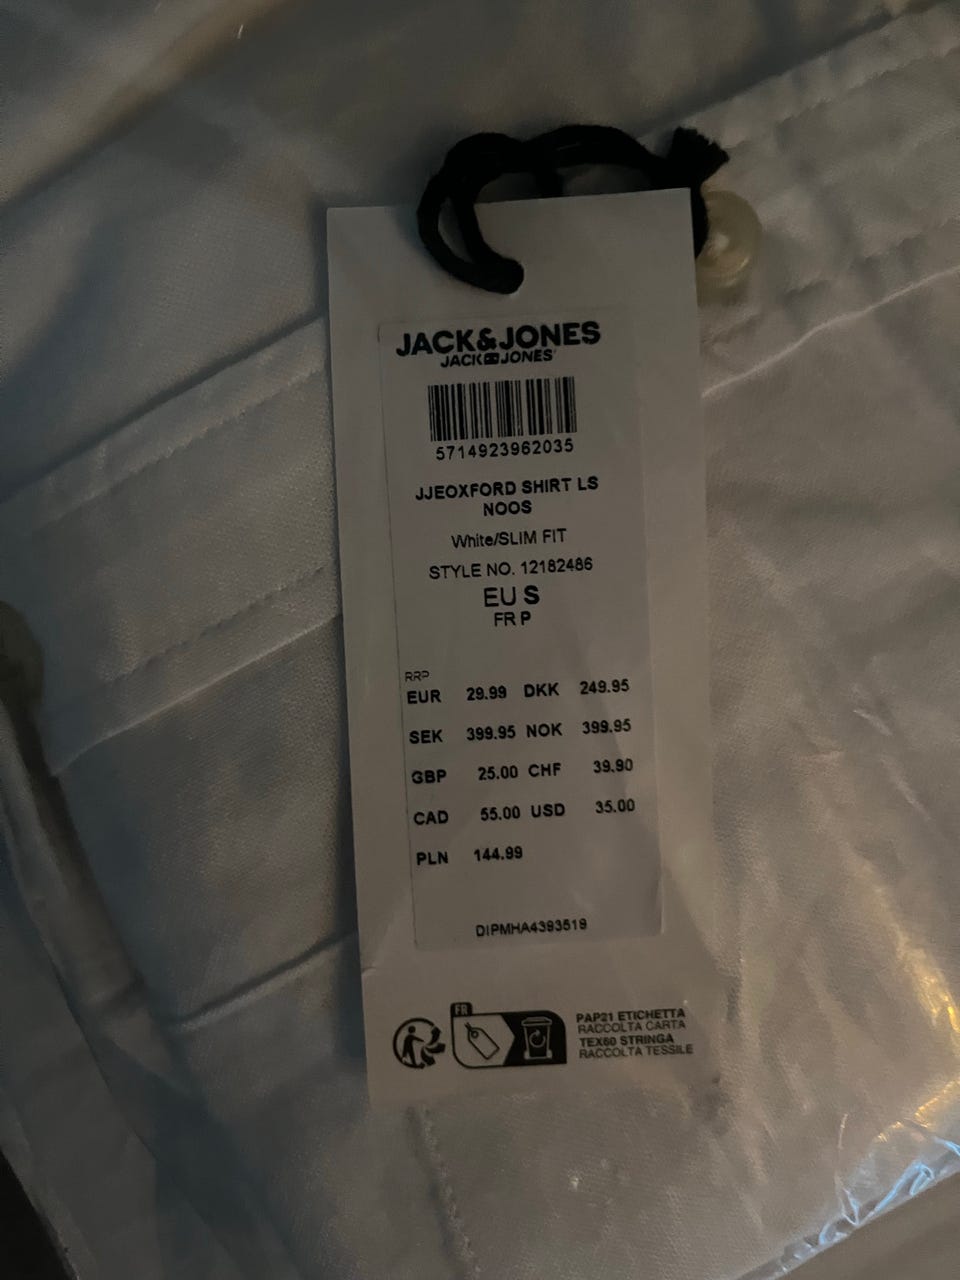 JACK&JONES
JACK JONES
5714923962035
JJEOXFORD SHIRT LS
NOOS
White/SLIM FIT
STYLE NO. 12182486
EU S
FR P
RRP
EUR 29.99 DKK 249.95
SEK 399.95 NOK 399.95
GBP 25.00 CHF 39.90
CAD 55.00 USD 35.00
PLN 144.99
DIPMHA4393519
FR
PAP21 ETICHETTA
RACCOLTA CARTA
TEX60 STRINGA
RACCOLTA TESSILE